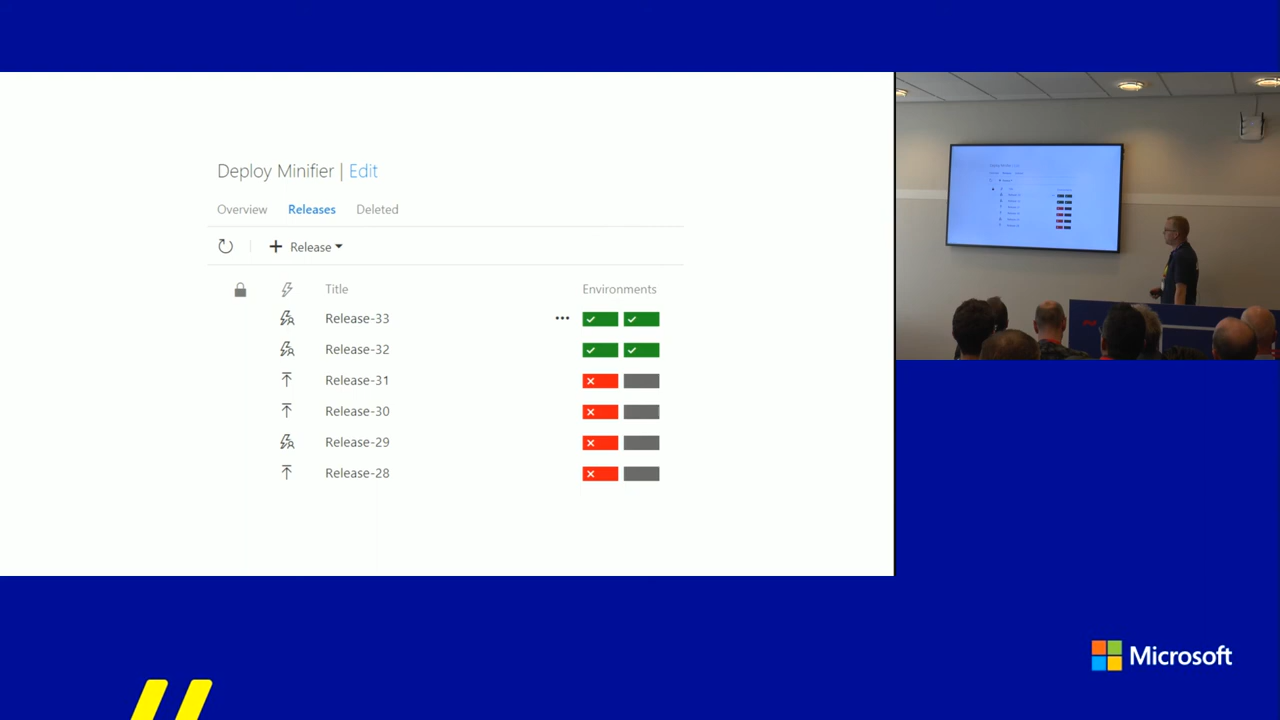 Deploy Minifier | Edit
Overview Releases Deleted
Release
Title Environments
Release-33
Release-32
Release-31
Release-30
Release-29
Release-28
Microsoft